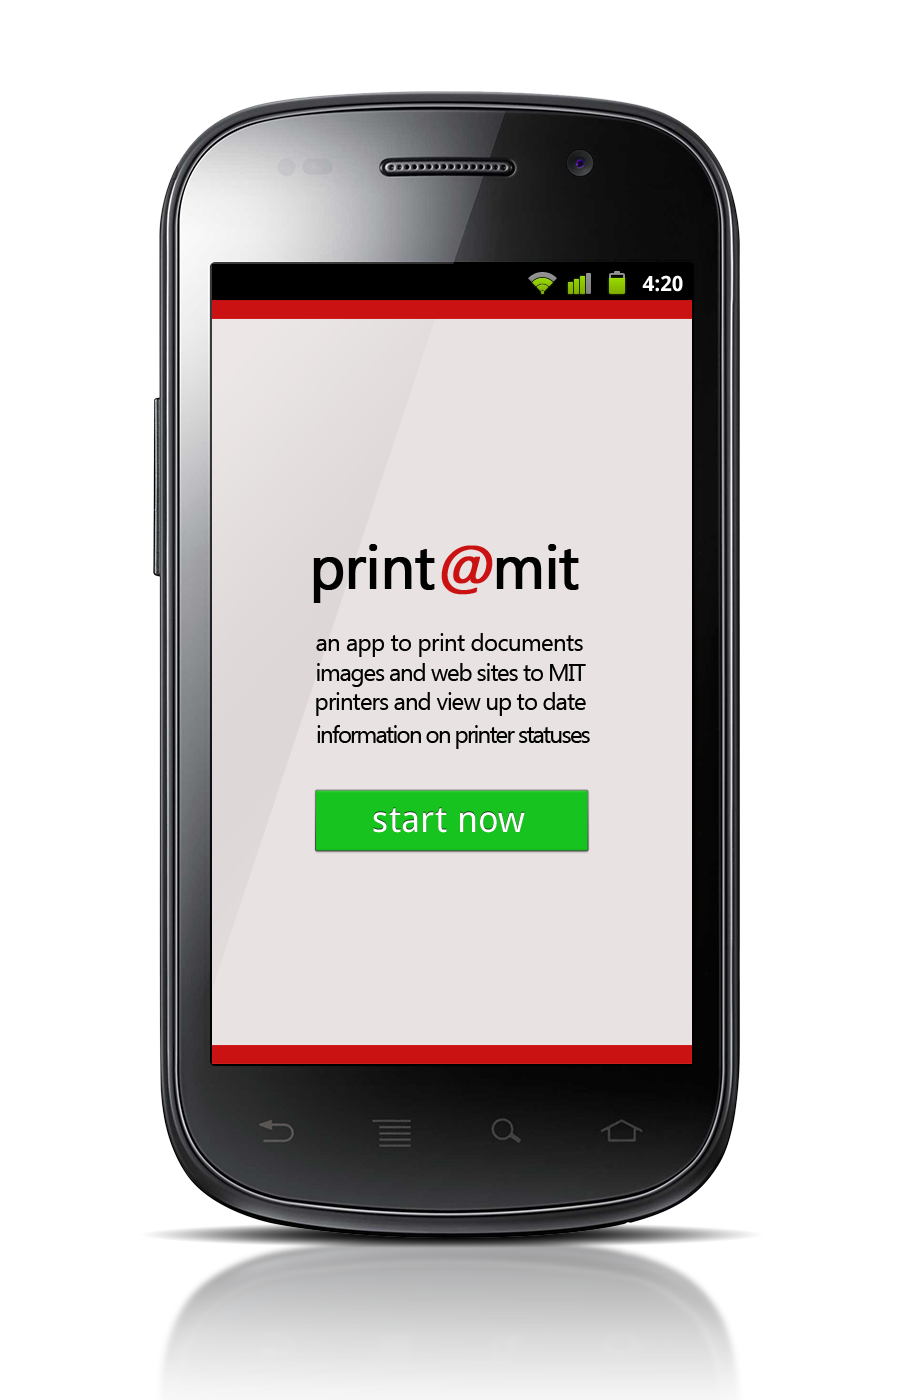 4:20
print@mit
an app to print documents
images and web sites to MIT
printers and view up to date
information on printer statuses
start now